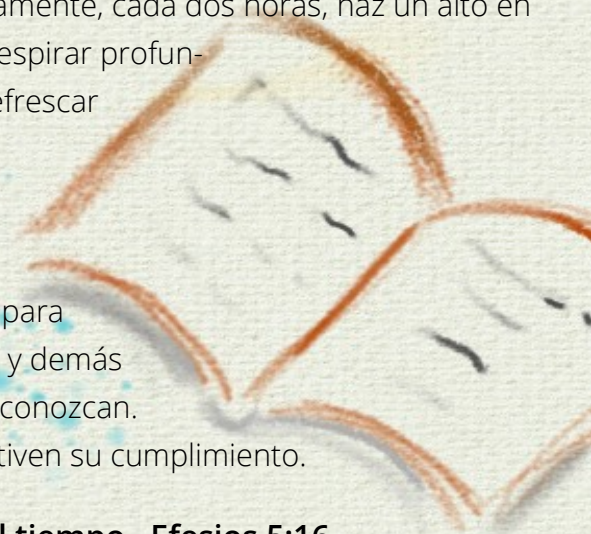 amente, cada dos horas, haz un alto en
espirar profun-
efrescar
para
y demás
conozcan.
tiven su cumplimiento.
l tiempo. Efesios 5:16